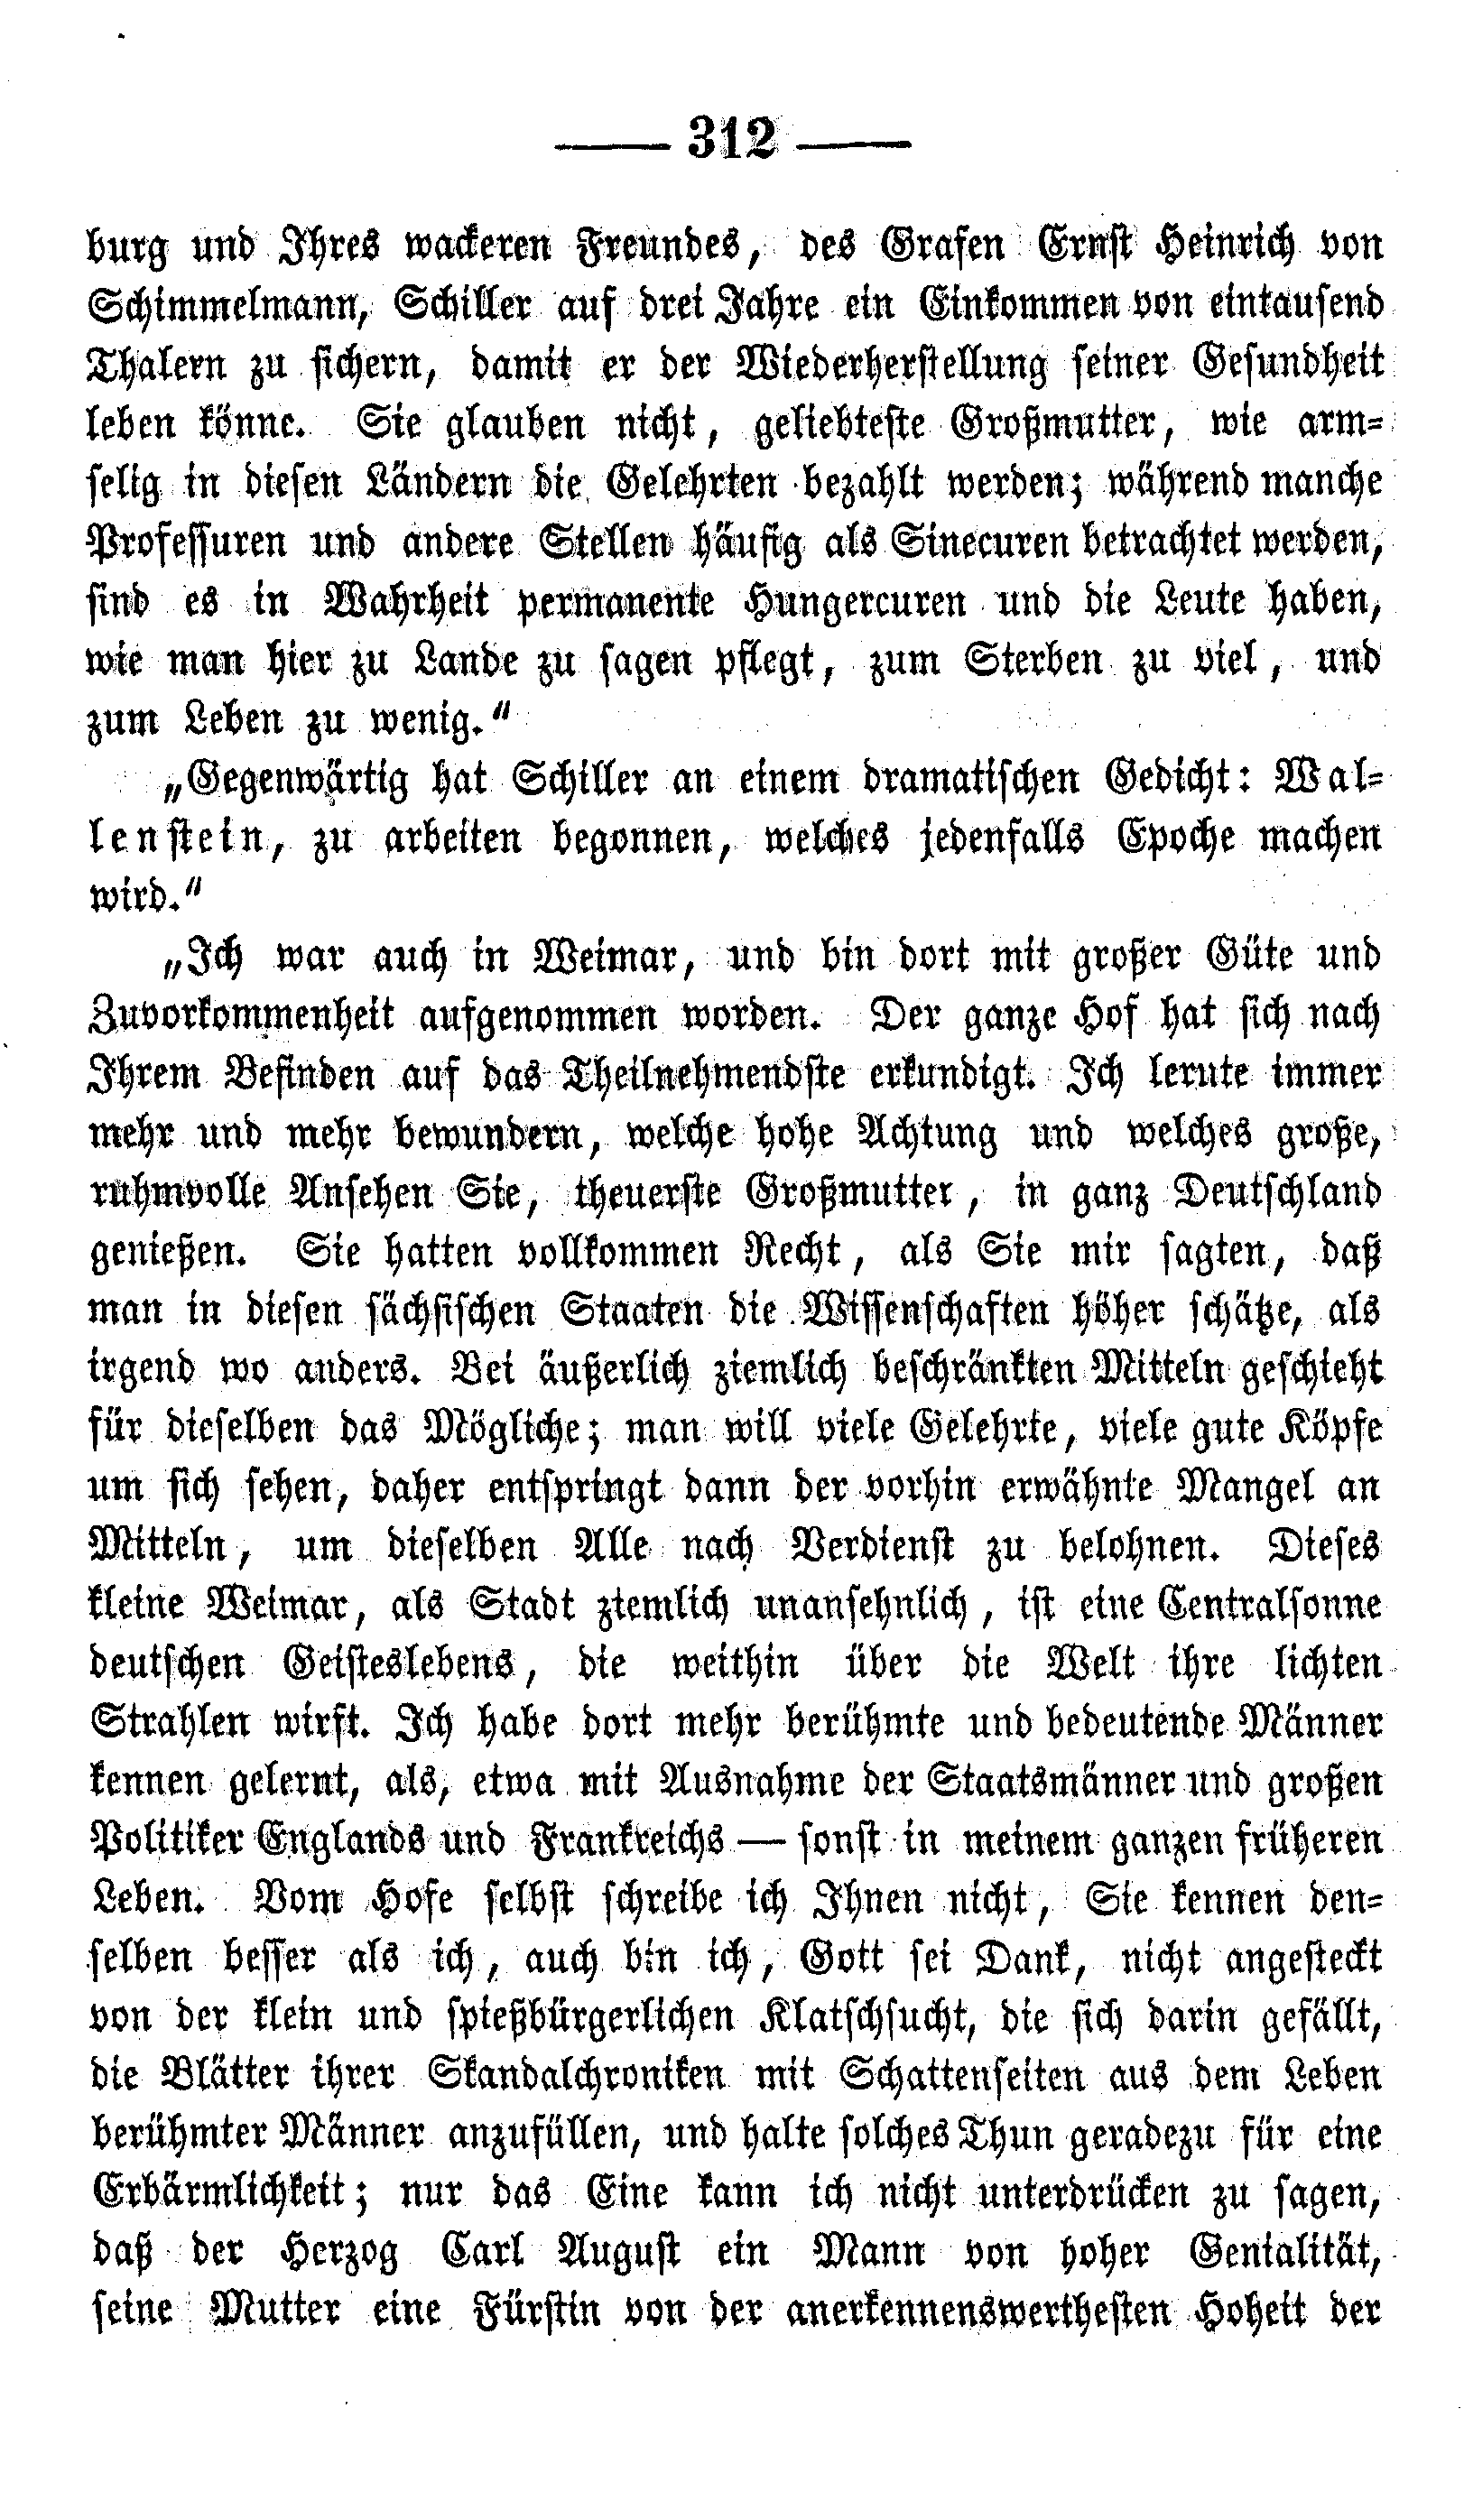 — 312 —
burg und Ihres wackeren Freundes, des Grafen Ernst Heinrich von
Schimmelmann, Schiller auf drei Jahre ein Einkommen von eintausend
Thalern zu sichern, damit er der Wiederherstellung seiner Gesundheit
leben könne. Sie glauben nicht, geliebteste Großmutter, wie arm-
selig in diesen Ländern die Gelehrten bezahlt werden; während manche
Professuren und andere Stellen häufig als Sinecuren betrachtet werden,
sind es in Wahrheit permanente Hungercuren und die Leute haben,
wie man hier zu Lande zu sagen pflegt, zum Sterben zu viel, und
zum Leben zu wenig.“
„Gegenwärtig hat Schiller an einem dramatischen Gedicht: Wal-
lenstein, zu arbeiten begonnen, welches jedenfalls Epoche machen
wird.“
„Ich war auch in Weimar, und bin dort mit großer Güte und
Zuvorkommenheit aufgenommen worden. Der ganze Hof hat sich nach
Ihrem Befinden auf das Theilnehmendste erkundigt. Ich lernte immer
mehr und mehr bewundern, welche hohe Achtung und welches große,
ruhmvolle Ansehen Sie, theuerste Großmutter, in ganz Deutschland
genießen. Sie hatten vollkommen Recht, als Sie mir sagten, daß
man in diesen sächsischen Staaten die Wissenschaften höher schätze, als
irgend wo anders. Bei äußerlich ziemlich beschränkten Mitteln geschieht
für dieselben das Mögliche; man will viele Gelehrte, viele gute Köpfe
um sich sehen, daher entspringt dann der vorhin erwähnte Mangel an
Mitteln, um dieselben Alle nach Verdienst zu belohnen. Dieses
kleine Weimar, als Stadt ziemlich unansehnlich, ist eine Centralsonne
deutschen Geisteslebens, die weithin über die Welt ihre lichten
Strahlen wirft. Ich habe dort mehr berühmte und bedeutende Männer
kennen gelernt, als, etwa mit Ausnahme der Staatsmänner und großen
Politiker Englands und Frankreichs — sonst in meinem ganzen früheren
Leben. Vom Hofe selbst schreibe ich Ihnen nicht, Sie kennen den-
selben besser als ich, auch bin ich, Gott sei Dank, nicht angesteckt
von der klein und spießbürgerlichen Klatschsucht, die sich darin gefällt,
die Blätter ihrer Skandalchroniken mit Schattenseiten aus dem Leben
berühmter Männer anzufüllen, und halte solches Thun geradezu für eine
Erbärmlichkeit; nur das Eine kann ich nicht unterdrücken zu sagen,
daß der Herzog Carl August ein Mann von hoher Genialität,
seine Mutter eine Fürstin von der anerkennenswerthesten Hoheit der